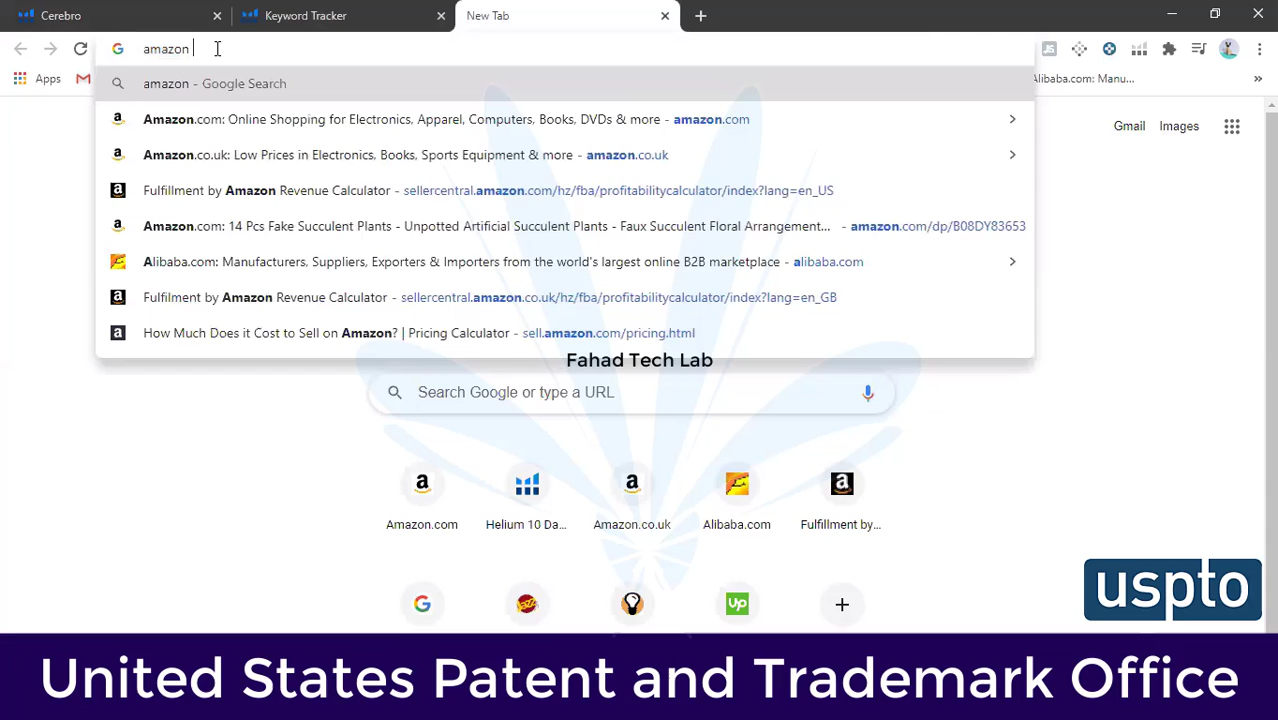 Cerebro
Keyword Tracker
New Tab
amazon
Apps
Alibaba.com: Manu...
amazon - Google Search
Amazon.com: Online Shopping for Electronics, Apparel, Computers, Books, DVDs & more - amazon.com
Amazon.co.uk: Low Prices in Electronics, Books, Sports Equipment & more - amazon.co.uk
Fulfillment by Amazon Revenue Calculator - sellercentral.amazon.com/hz/fba/profitabilitycalculator/index?lang=en_US
Amazon.com: 14 Pcs Fake Succulent Plants - Unpotted Artificial Succulent Plants - Faux Succulent Floral Arrangement... - amazon.com/dp/B08DY83653
Alibaba.com: Manufacturers, Suppliers, Exporters & Importers from the world's largest online B2B marketplace - alibaba.com
Fulfilment by Amazon Revenue Calculator - sellercentral.amazon.co.uk/hz/fba/profitabilitycalculator/index?lang=en_GB
How Much Does it Cost to Sell on Amazon? | Pricing Calculator - sell.amazon.com/pricing.html
Gmail Images
Fahad Tech Lab
Search Google or type a URL
Amazon.com
Helium 10 Da...
Amazon.co.uk
Alibaba.com
Fulfillment by...
uspto
United States Patent and Trademark Office